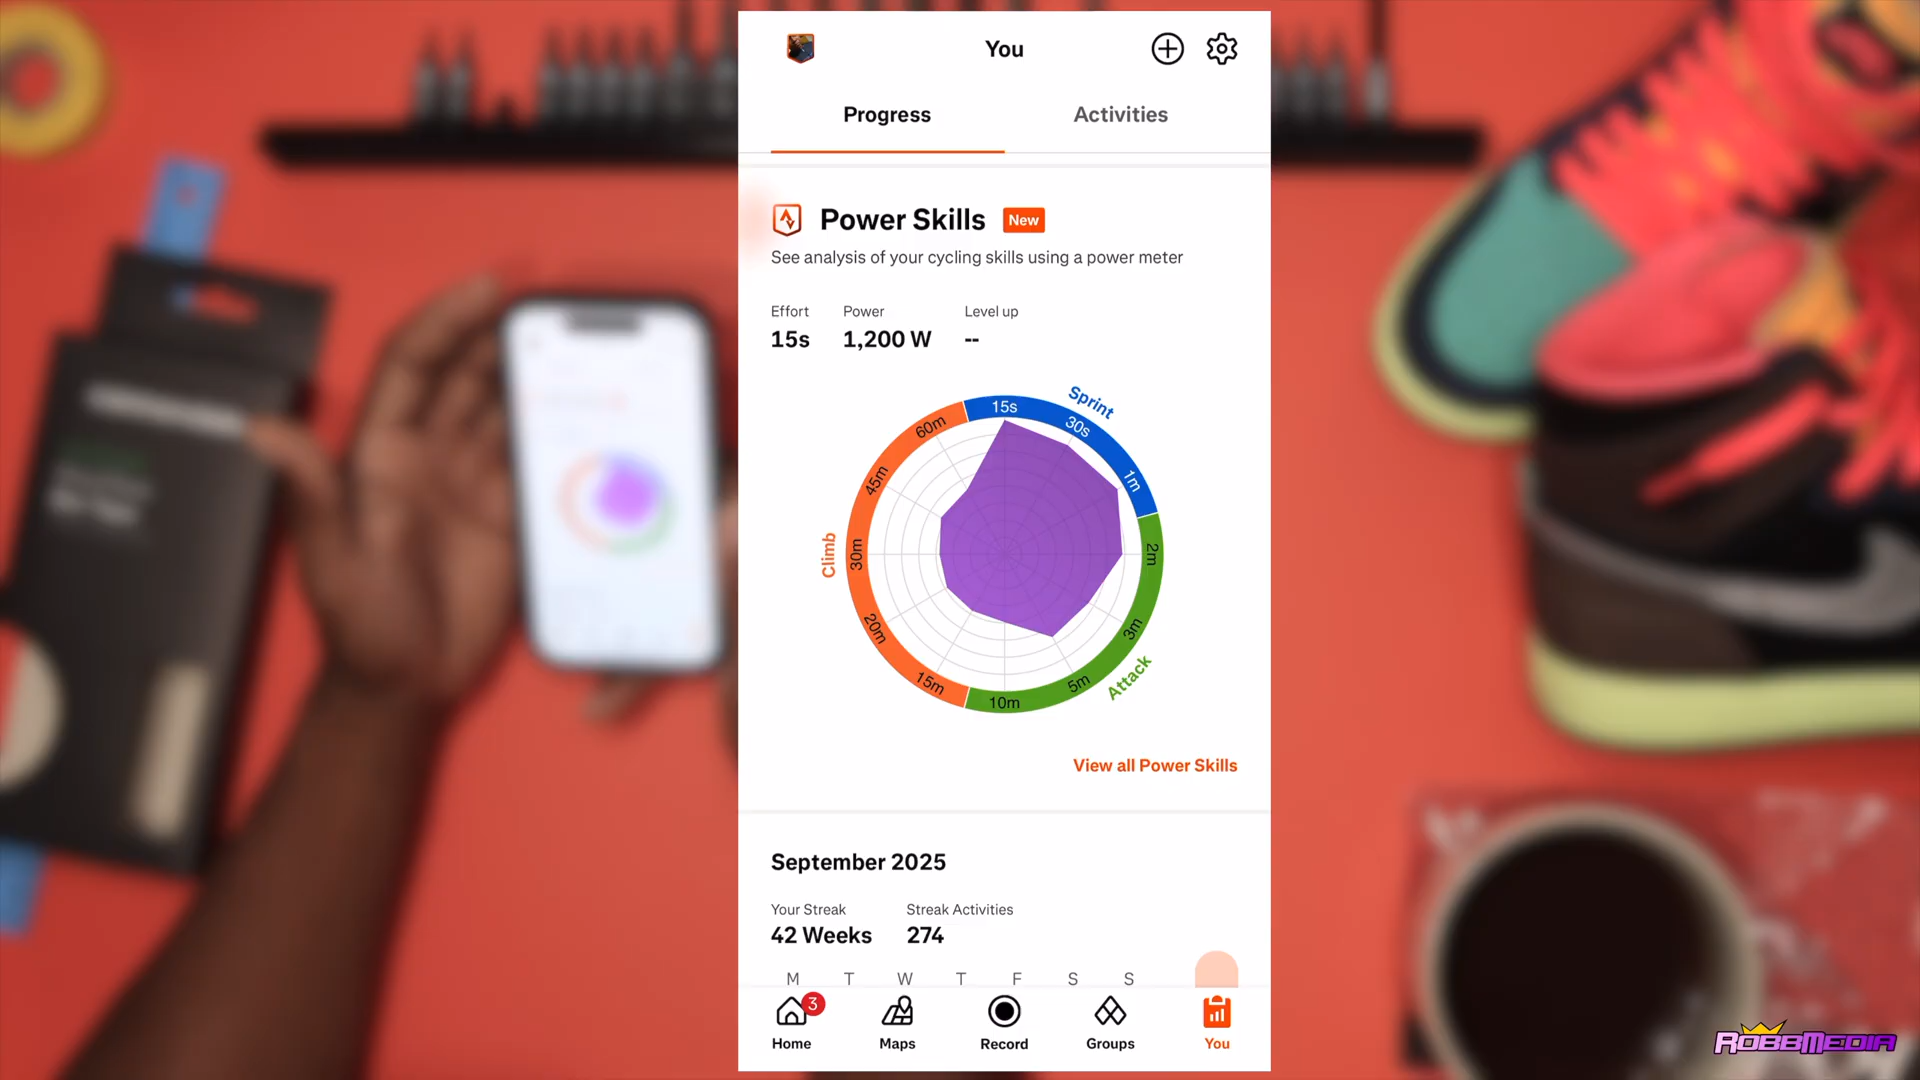 You
Progress
Activities
Power Skills New
See analysis of your cycling skills using a power meter
Effort
Power
Level up
15s
1,200 W
--
Sprint
15s
30s
1m
2m
3m
5m
10m
15m
20m
30m
45m
60m
Climb
Attack
View all Power Skills
September 2025
Your Streak
Streak Activities
42 Weeks
274
M T W T F S S
3
Home
Maps
Record
Groups
You
ROBBMEDIA